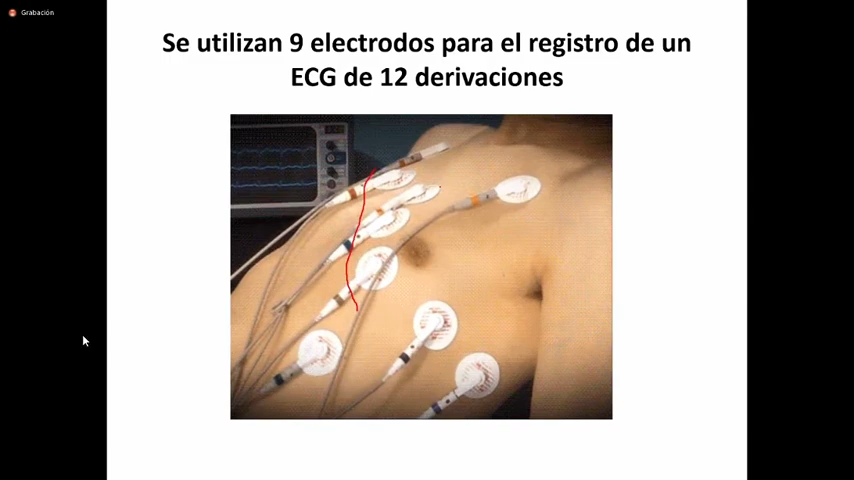 Grabación
Se utilizan 9 electrodos para el registro de un
ECG de 12 derivaciones